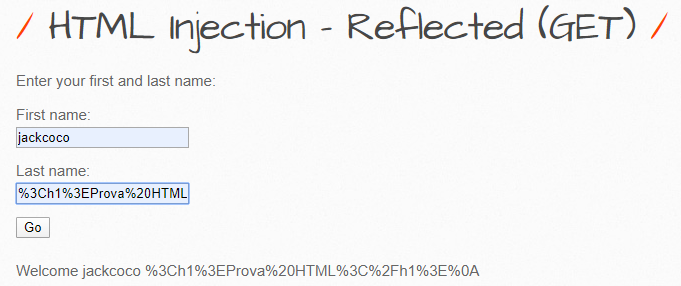 / HTML Injection - Reflected (GET) /
Enter your first and last name:
First name:
jackcoco
Last name:
%3Ch1%3EProva%20HTML
Go
Welcome jackcoco %3Ch1%3EProva%20HTML%3C%2Fh1%3E%0A